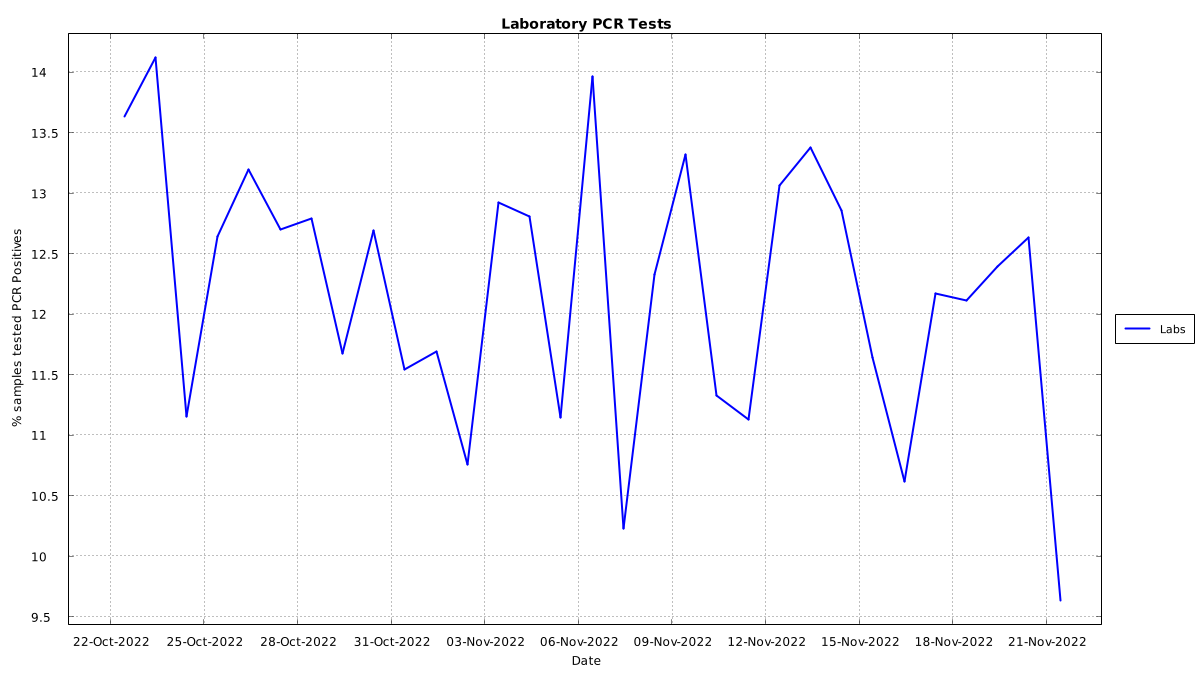 Laboratory PCR Tests
14
13.5
13
12.5
12
11.5
11
10.5
10
9.5
% samples tested PCR Positives
22-Oct-2022 25-Oct-2022 28-Oct-2022 31-Oct-2022 03-Nov-2022 06-Nov-2022 09-Nov-2022 12-Nov-2022 15-Nov-2022 18-Nov-2022 21-Nov-2022
Date
Labs